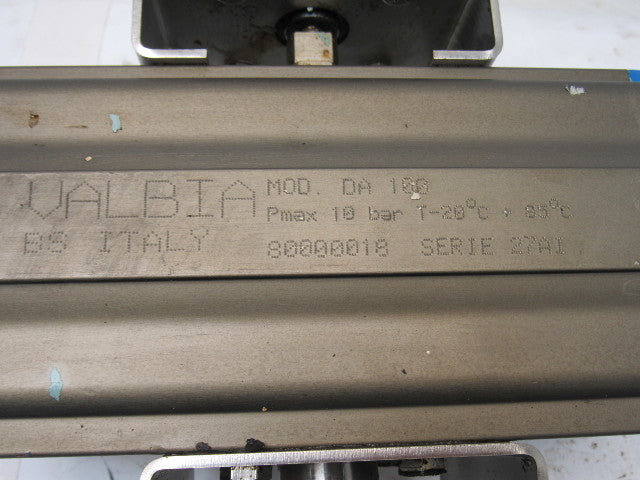 VALBIA
BS ITALY
MOD. DA 100
Pmax 10 bar T-20°C + 85°C
80000018 SERIE 27AI